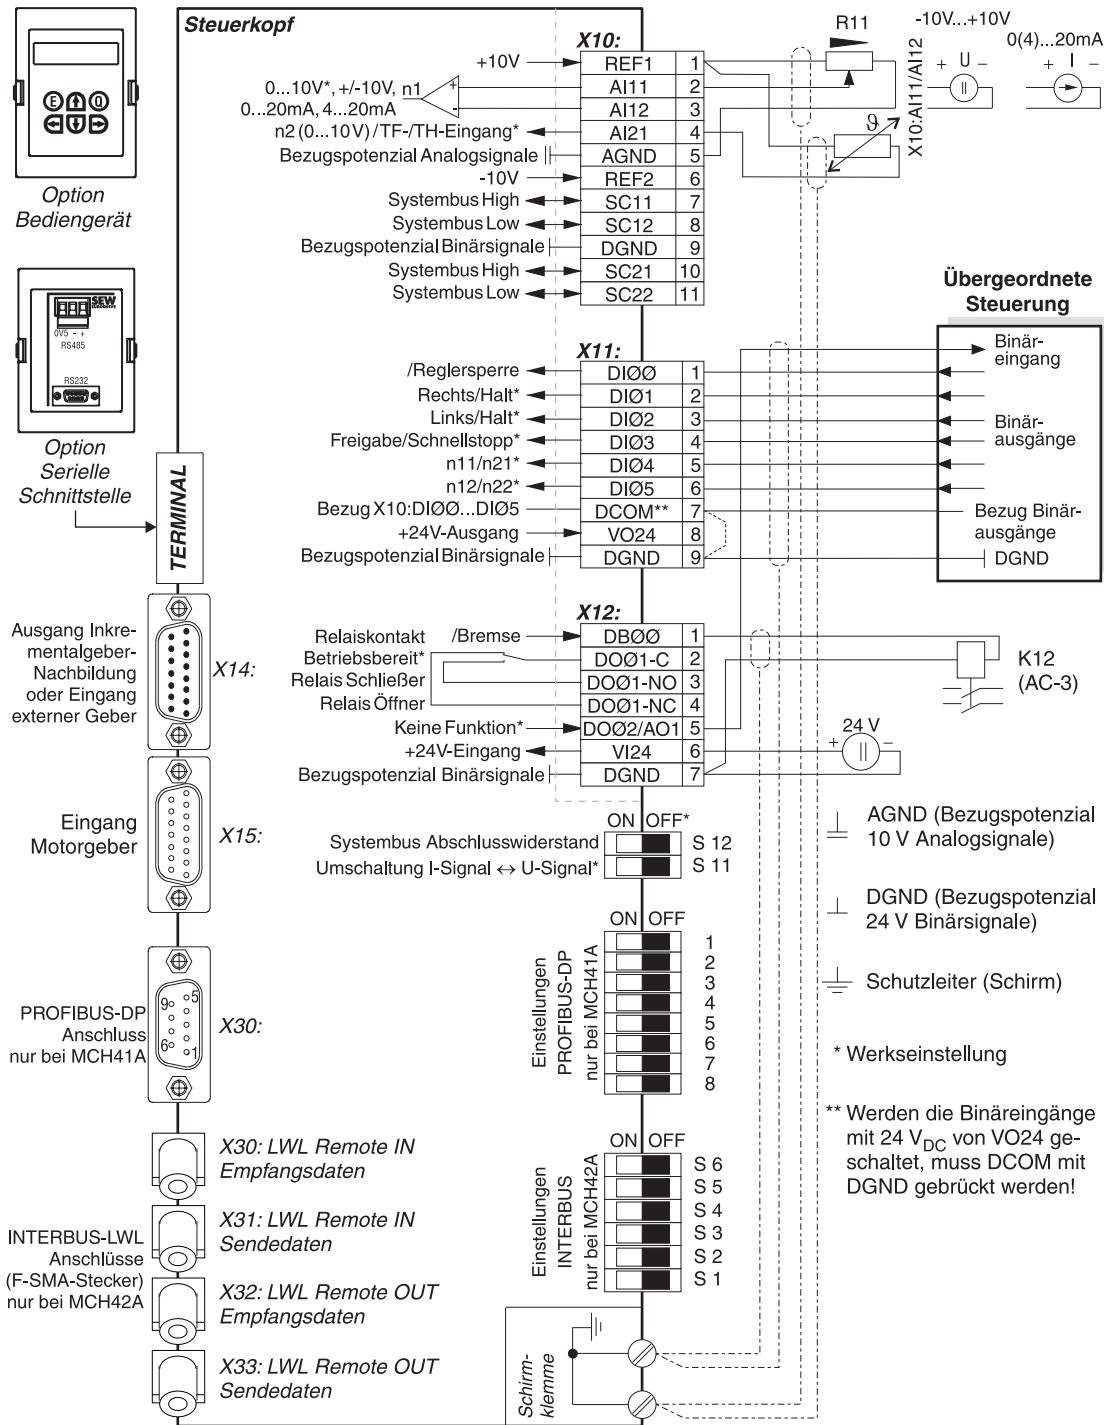 Steuerkopf
E
Q
Option
Bediengerät
SEW
EURODRIVE
0V5 - +
RS485
RS232
Option
Serielle
Schnittstelle
TERMINAL
X10:
+10V REF1 1
0...10V*, +/-10V, n1 + AI11 2
0...20mA, 4...20mA - AI12 3
n2 (0...10V)/TF-/TH-Eingang* AI21 4
Bezugspotenzial Analogsignale AGND 5
-10V REF2 6
Systembus High SC11 7
Systembus Low SC12 8
Bezugspotenzial Binärsignale DGND 9
Systembus High SC21 10
Systembus Low SC22 11
R11
ϑ
X10:AI11/AI12
-10V...+10V
+ U -
0(4)...20mA
+ I -
X11:
/Reglersperre DIØØ 1
Rechts/Halt* DIØ1 2
Links/Halt* DIØ2 3
Freigabe/Schnellstopp* DIØ3 4
n11/n21* DIØ4 5
n12/n22* DIØ5 6
Bezug X10:DIØØ...DIØ5 DCOM** 7
+24V-Ausgang VO24 8
Bezugspotenzial Binärsignale DGND 9
Übergeordnete
Steuerung
Binär-
eingang
Binär-
ausgänge
Bezug Binär-
ausgänge
DGND
X12:
Relaiskontakt /Bremse DBØØ 1
Betriebsbereit* DOØ1-C 2
Relais Schließer DOØ1-NO 3
Relais Öffner DOØ1-NC 4
Keine Funktion* DOØ2/AO1 5
+24V-Eingang VI24 6
Bezugspotenzial Binärsignale DGND 7
K12
(AC-3)
24 V
+ -
Ausgang Inkre-
mentalgeber-
Nachbildung
oder Eingang
externer Geber
X14:
Eingang
Motorgeber
X15:
PROFIBUS-DP
Anschluss
nur bei MCH41A
9 5
6 1
X30:
X30: LWL Remote IN
Empfangsdaten
X31: LWL Remote IN
Sendedaten
INTERBUS-LWL
Anschlüsse
(F-SMA-Stecker)
nur bei MCH42A
X32: LWL Remote OUT
Empfangsdaten
X33: LWL Remote OUT
Sendedaten
ON OFF*
Systembus Abschlusswiderstand S 12
Umschaltung I-Signal ↔ U-Signal* S 11
ON OFF
Einstellungen
PROFIBUS-DP
nur bei MCH41A
1
2
3
4
5
6
7
8
ON OFF
Einstellungen
INTERBUS
nur bei MCH42A
S 6
S 5
S 4
S 3
S 2
S 1
Schirm-
klemme
AGND (Bezugspotenzial
10 V Analogsignale)
DGND (Bezugspotenzial
24 V Binärsignale)
Schutzleiter (Schirm)
* Werkseinstellung
** Werden die Binäreingänge
mit 24 VDC von VO24 ge-
schaltet, muss DCOM mit
DGND gebrückt werden!